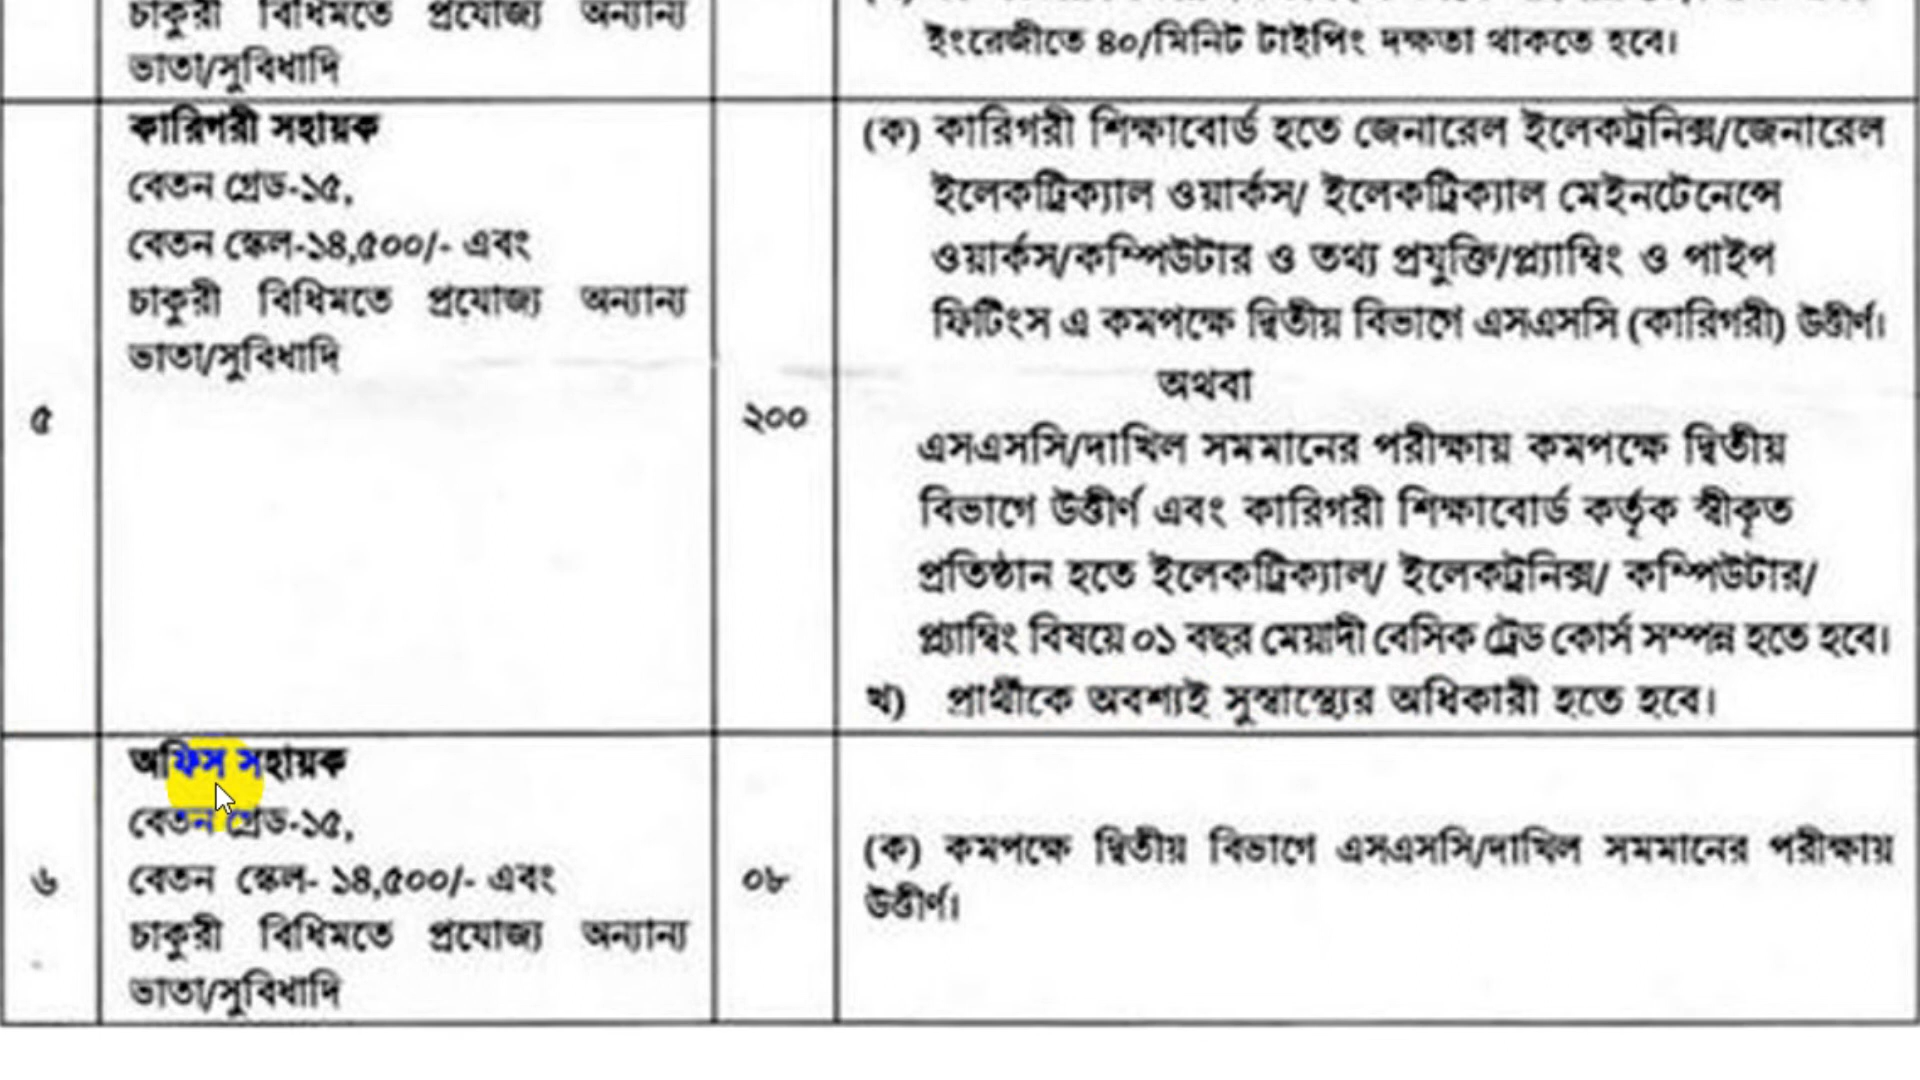 চাকুরী বিধিমতে প্রযোজ্য অন্যান্য
ভাতা/সুবিধাদি
ইংরেজীতে ৪০/মিনিট টাইপিং দক্ষতা থাকতে হবে।
৫
কারিগরী সহায়ক
বেতন গ্রেড-১৫,
বেতন স্কেল-১৪,৫০০/- এবং
চাকুরী বিধিমতে প্রযোজ্য অন্যান্য
ভাতা/সুবিধাদি
২০০
(ক) কারিগরী শিক্ষাবোর্ড হতে জেনারেল ইলেকট্রনিক্স/জেনারেল
ইলেকট্রিক্যাল ওয়ার্কস/ ইলেকট্রিক্যাল মেইনটেনেন্সে
ওয়ার্কস/কম্পিউটার ও তথ্য প্রযুক্তি/প্ল্যাম্বিং ও পাইপ
ফিটিংস এ কমপক্ষে দ্বিতীয় বিভাগে এসএসসি (কারিগরী) উত্তীর্ণ।
অথবা
এসএসসি/দাখিল সমমানের পরীক্ষায় কমপক্ষে দ্বিতীয়
বিভাগে উত্তীর্ণ এবং কারিগরী শিক্ষাবোর্ড কর্তৃক স্বীকৃত
প্রতিষ্ঠান হতে ইলেকট্রিক্যাল/ ইলেকট্রনিক্স/ কম্পিউটার/
প্ল্যাম্বিং বিষয়ে ০১ বছর মেয়াদী বেসিক ট্রেড কোর্স সম্পন্ন হতে হবে।
খ) প্রার্থীকে অবশ্যই সুস্বাস্থ্যের অধিকারী হতে হবে।
৬
অফিস সহায়ক
বেতন গ্রেড-১৫,
বেতন স্কেল- ১৪,৫০০/- এবং
চাকুরী বিধিমতে প্রযোজ্য অন্যান্য
ভাতা/সুবিধাদি
০৮
(ক) কমপক্ষে দ্বিতীয় বিভাগে এসএসসি/দাখিল সমমানের পরীক্ষায়
উত্তীর্ণ।